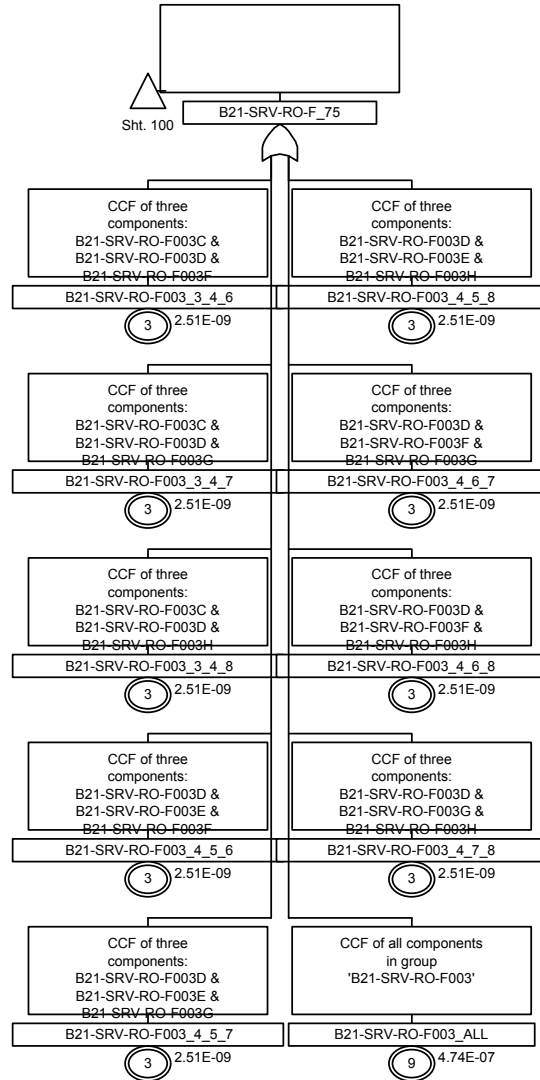 B21-SRV-RO-F_75
Sht. 100
CCF of three
components:
B21-SRV-RO-F003C &
B21-SRV-RO-F003D &
B21-SRV-RO-F003F
B21-SRV-RO-F003_3_4_6
3
2.51E-09
CCF of three
components:
B21-SRV-RO-F003D &
B21-SRV-RO-F003E &
B21-SRV-RO-F003H
B21-SRV-RO-F003_4_5_8
3
2.51E-09
CCF of three
components:
B21-SRV-RO-F003C &
B21-SRV-RO-F003D &
B21-SRV-RO-F003G
B21-SRV-RO-F003_3_4_7
3
2.51E-09
CCF of three
components:
B21-SRV-RO-F003D &
B21-SRV-RO-F003F &
B21-SRV-RO-F003G
B21-SRV-RO-F003_4_6_7
3
2.51E-09
CCF of three
components:
B21-SRV-RO-F003C &
B21-SRV-RO-F003D &
B21-SRV-RO-F003H
B21-SRV-RO-F003_3_4_8
3
2.51E-09
CCF of three
components:
B21-SRV-RO-F003D &
B21-SRV-RO-F003F &
B21-SRV-RO-F003H
B21-SRV-RO-F003_4_6_8
3
2.51E-09
CCF of three
components:
B21-SRV-RO-F003D &
B21-SRV-RO-F003E &
B21-SRV-RO-F003F
B21-SRV-RO-F003_4_5_6
3
2.51E-09
CCF of three
components:
B21-SRV-RO-F003D &
B21-SRV-RO-F003G &
B21-SRV-RO-F003H
B21-SRV-RO-F003_4_7_8
3
2.51E-09
CCF of three
components:
B21-SRV-RO-F003D &
B21-SRV-RO-F003E &
B21-SRV-RO-F003G
B21-SRV-RO-F003_4_5_7
3
2.51E-09
CCF of all components
in group
'B21-SRV-RO-F003'
B21-SRV-RO-F003_ALL
9
4.74E-07